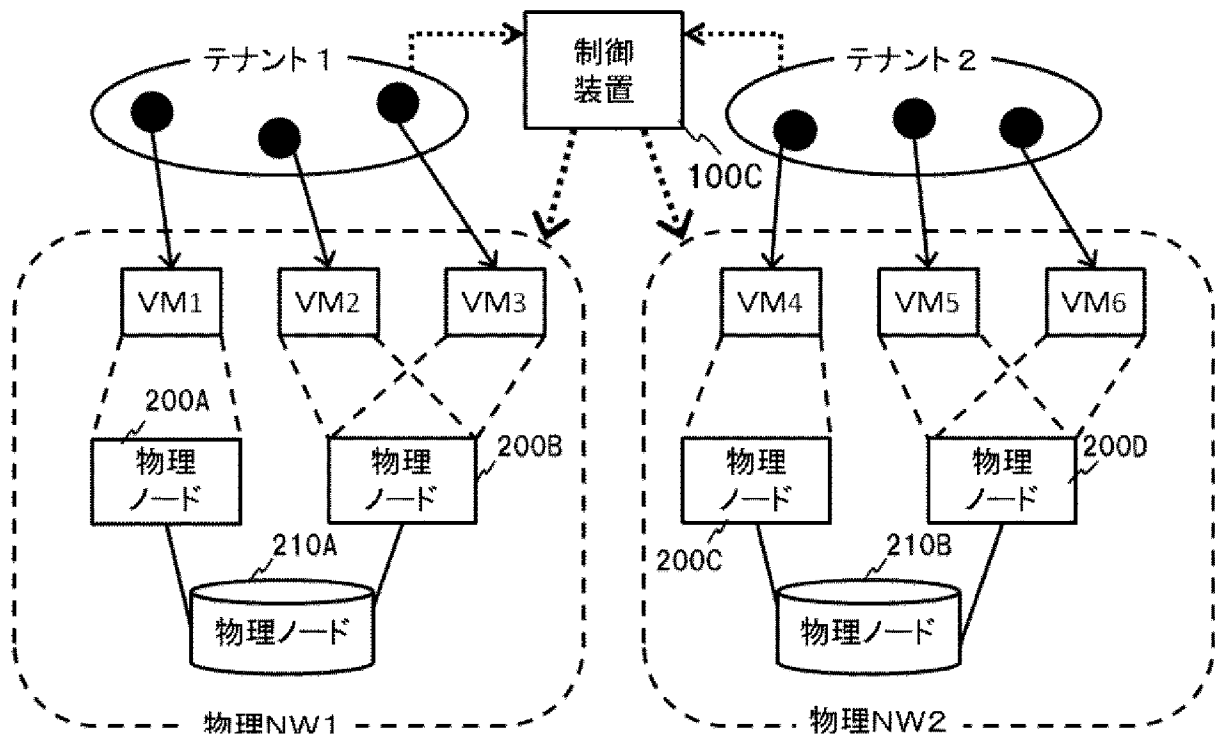 テナント1
制御
装置
テナント2
100C
VM1
VM2
VM3
VM4
VM5
VM6
200A
物理
ノード
物理
ノード
200B
物理
ノード
200C
物理
ノード
200D
210A
物理ノード
210B
物理ノード
物理NW1
物理NW2